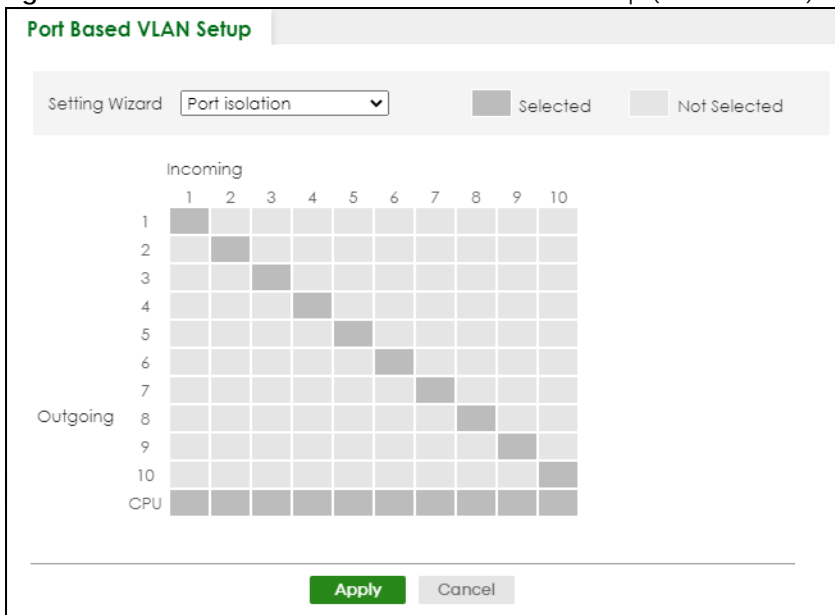 Port Based VLAN Setup
Setting Wizard Port isolation Selected Not Selected
Incoming
1 2 3 4 5 6 7 8 9 10
1
2
3
4
5
6
7
Outgoing 8
9
10
CPU
Apply Cancel